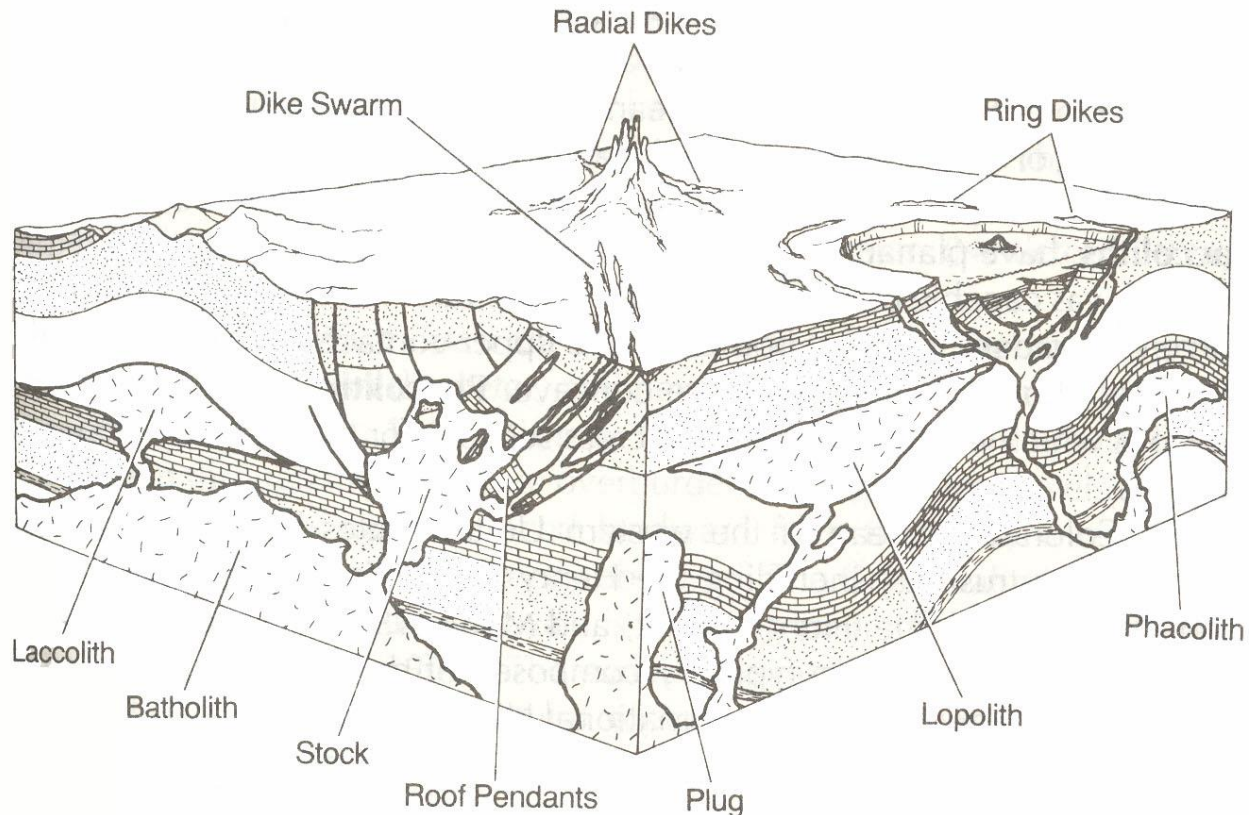 Radial Dikes
Dike Swarm
Ring Dikes
Laccolith
Batholith
Stock
Roof Pendants
Plug
Lopolith
Phacolith